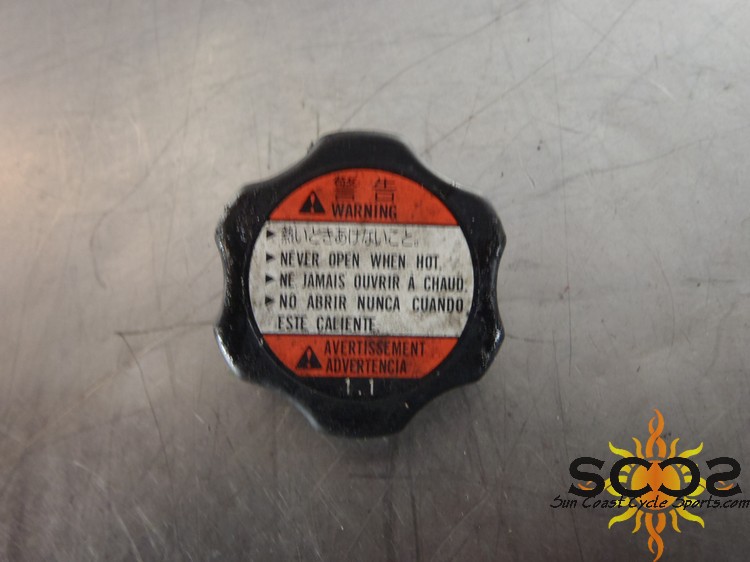 警告
WARNING
熱いときあけないこと。
NEVER OPEN WHEN HOT.
NE JAMAIS OUVRIR À CHAUD.
NO ABRIR NUNCA CUANDO
ESTE CALIENTE.
AVERTISSEMENT
ADVERTENCIA
1.1
SCCS
Sun Coast Cycle Sports.com